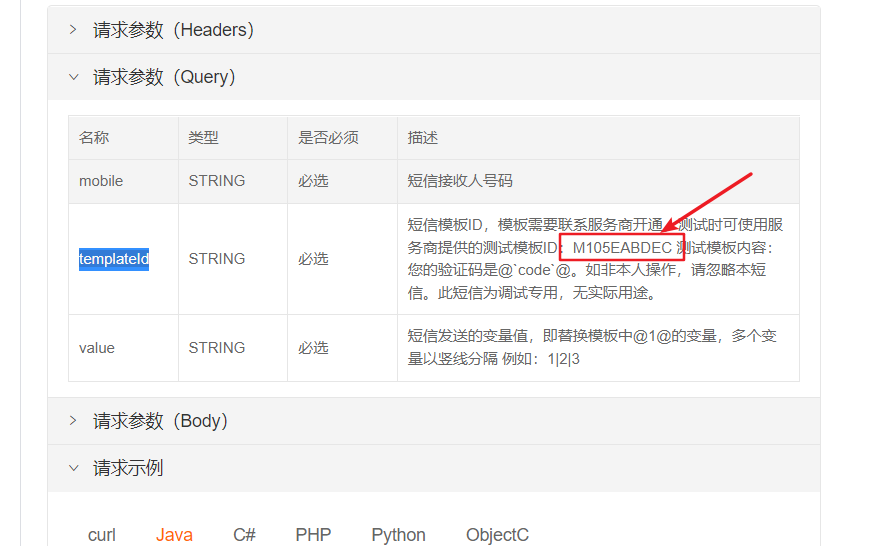 请求参数（Headers）
请求参数（Query）
名称 类型 是否必须 描述
mobile STRING 必选 短信接收人号码
短信模板ID，模板需要联系服务商开通，测试时可使用服
务商提供的测试模板ID：M105EABDEC 测试模板内容：
templateId STRING 必选
您的验证码是@`code`@。如非本人操作，请忽略本短
信。此短信为调试专用，无实际用途。
短信发送的变量值，即替换模板中@1@的变量，多个变
value STRING 必选
量以竖线分隔 例如：1|2|3
请求参数（Body）
请求示例
curl Java C# PHP Python ObjectC